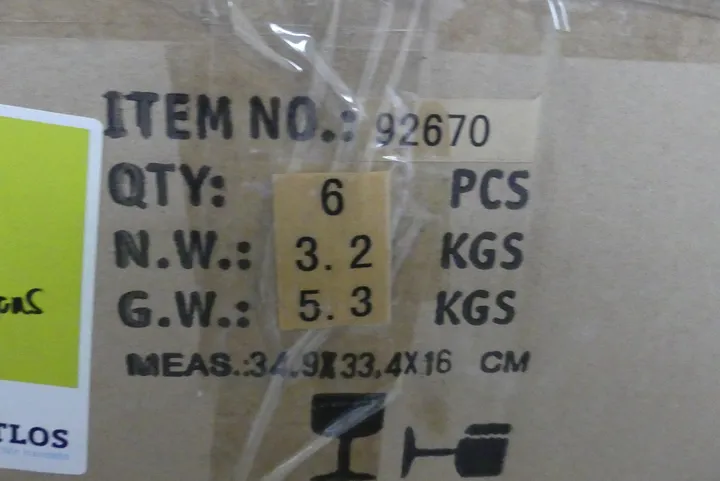 ITEM NO.: 92670
QTY: 6 PCS
N.W.: 3.2 KGS
G.W.: 5.3 KGS
MEAS.:34.9X33.4X16 CM
TLOS